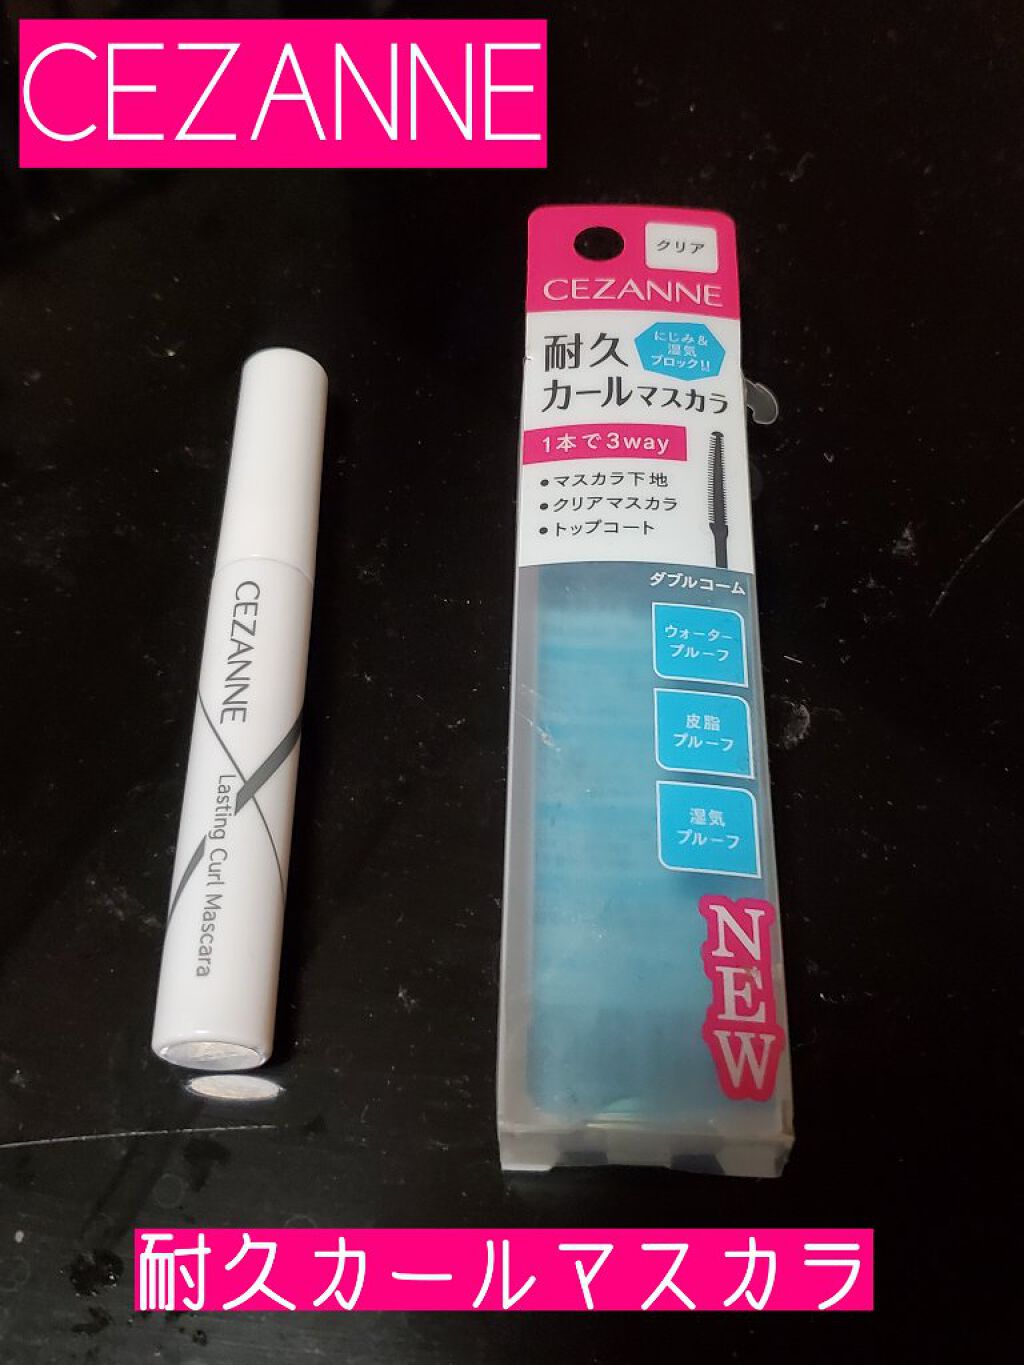 CEZANNE
クリア
CEZANNE
耐久
カールマスカラ
にじみ&
湿気
ブロック!!
1本で3way
•マスカラ下地
•クリアマスカラ
•トップコート
ダブルコーム
ウォーター
プルーフ
皮脂
プルーフ
湿気
プルーフ
NEW
CEZANNE
Lasting Curl Mascara
耐久カールマスカラ